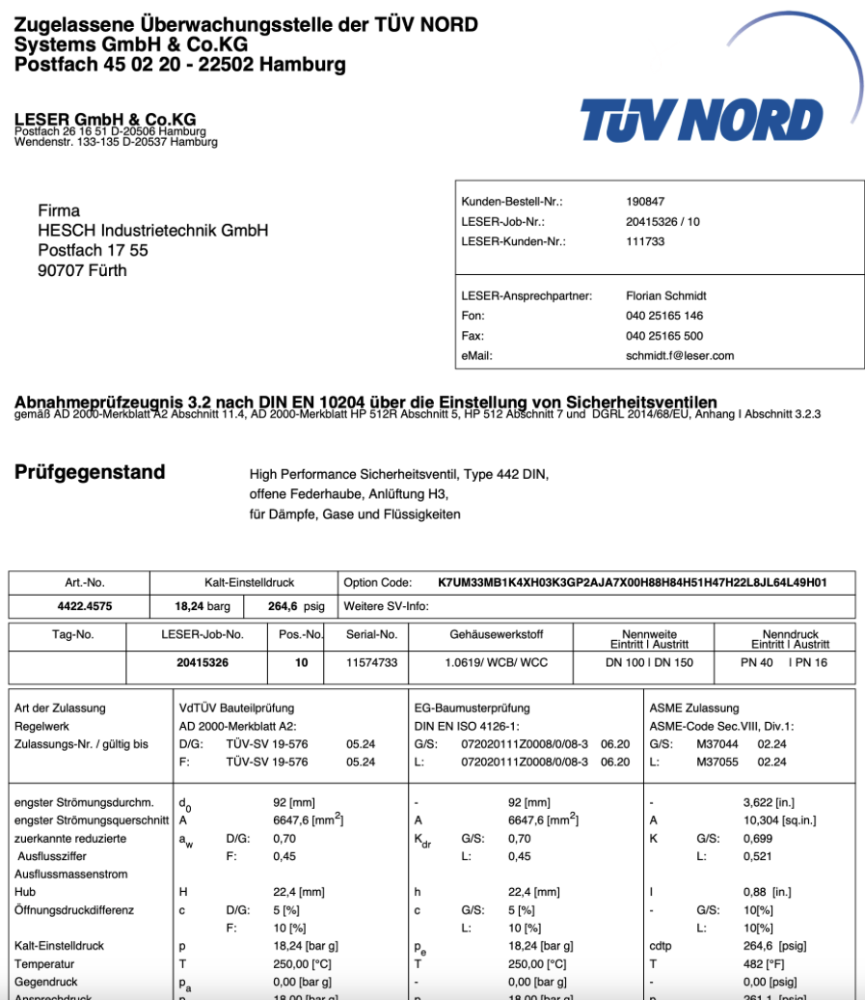 Zugelassene Überwachungsstelle der TÜV NORD
Systems GmbH & Co.KG
Postfach 45 02 20 - 22502 Hamburg
TÜV NORD
LESER GmbH & Co.KG
Postfach 26 16 51 D-20506 Hamburg
Wendenstr. 133-135 D-20537 Hamburg
Firma
HESCH Industrietechnik GmbH
Postfach 17 55
90707 Fürth
Kunden-Bestell-Nr.: 190847
LESER-Job-Nr.: 20415326 / 10
LESER-Kunden-Nr.: 111733
LESER-Ansprechpartner: Florian Schmidt
Fon: 040 25165 146
Fax: 040 25165 500
eMail: schmidt.f@leser.com
Abnahmeprüfzeugnis 3.2 nach DIN EN 10204 über die Einstellung von Sicherheitsventilen
gemäß AD 2000-Merkblatt A2 Abschnitt 11.4, AD 2000-Merkblatt HP 512R Abschnitt 5, HP 512 Abschnitt 7 und DGRL 2014/68/EU, Anhang I Abschnitt 3.2.3
Prüfgegenstand
High Performance Sicherheitsventil, Type 442 DIN,
offene Federhaube, Anlüftung H3,
für Dämpfe, Gase und Flüssigkeiten
Art.-No. Kalt-Einstelldruck Option Code: K7UM33MB1K4XH03K3GP2AJA7X00H88H84H51H47H22L8JL64L49H01
4422.4575 18,24 barg 264,6 psig Weitere SV-Info:
Tag-No. LESER-Job-No. Pos.-No. Serial-No. Gehäusewerkstoff Nennweite Nenndruck
Eintritt | Austritt Eintritt | Austritt
20415326 10 11574733 1.0619/ WCB/ WCC DN 100 | DN 150 PN 40 | PN 16
Art der Zulassung VdTÜV Bauteilprüfung EG-Baumusterprüfung ASME Zulassung
Regelwerk AD 2000-Merkblatt A2: DIN EN ISO 4126-1: ASME-Code Sec.VIII, Div.1:
Zulassungs-Nr. / gültig bis D/G: TÜV-SV 19-576 05.24 G/S: 072020111Z0008/0/08-3 06.20 G/S: M37044 02.24
F: TÜV-SV 19-576 05.24 L: 072020111Z0008/0/08-3 06.20 L: M37055 02.24
engster Strömungsdurchm. d0 92 [mm] - 92 [mm] - 3,622 [in.]
engster Strömungsquerschnitt A 6647,6 [mm2] A 6647,6 [mm2] A 10,304 [sq.in.]
zuerkannte reduzierte aw D/G: 0,70 Kdr G/S: 0,70 K G/S: 0,699
Ausflussziffer F: 0,45 L: 0,45 L: 0,521
Ausflussmassenstrom
Hub H 22,4 [mm] h 22,4 [mm] l 0,88 [in.]
Öffnungsdruckdifferenz c D/G: 5 [%] c G/S: 5 [%] - G/S: 10[%]
F: 10 [%] L: 10 [%] L: 10[%]
Kalt-Einstelldruck p 18,24 [bar g] pe 18,24 [bar g] cdtp 264,6 [psig]
Temperatur T 250,00 [°C] T 250,00 [°C] T 482 [°F]
Gegendruck pa 0,00 [bar g] - 0,00 [bar g] - 0,00 [psig]
Ansprechdruck p 18,00 [bar g] p 18,00 [bar g] p 261,1 [psig]